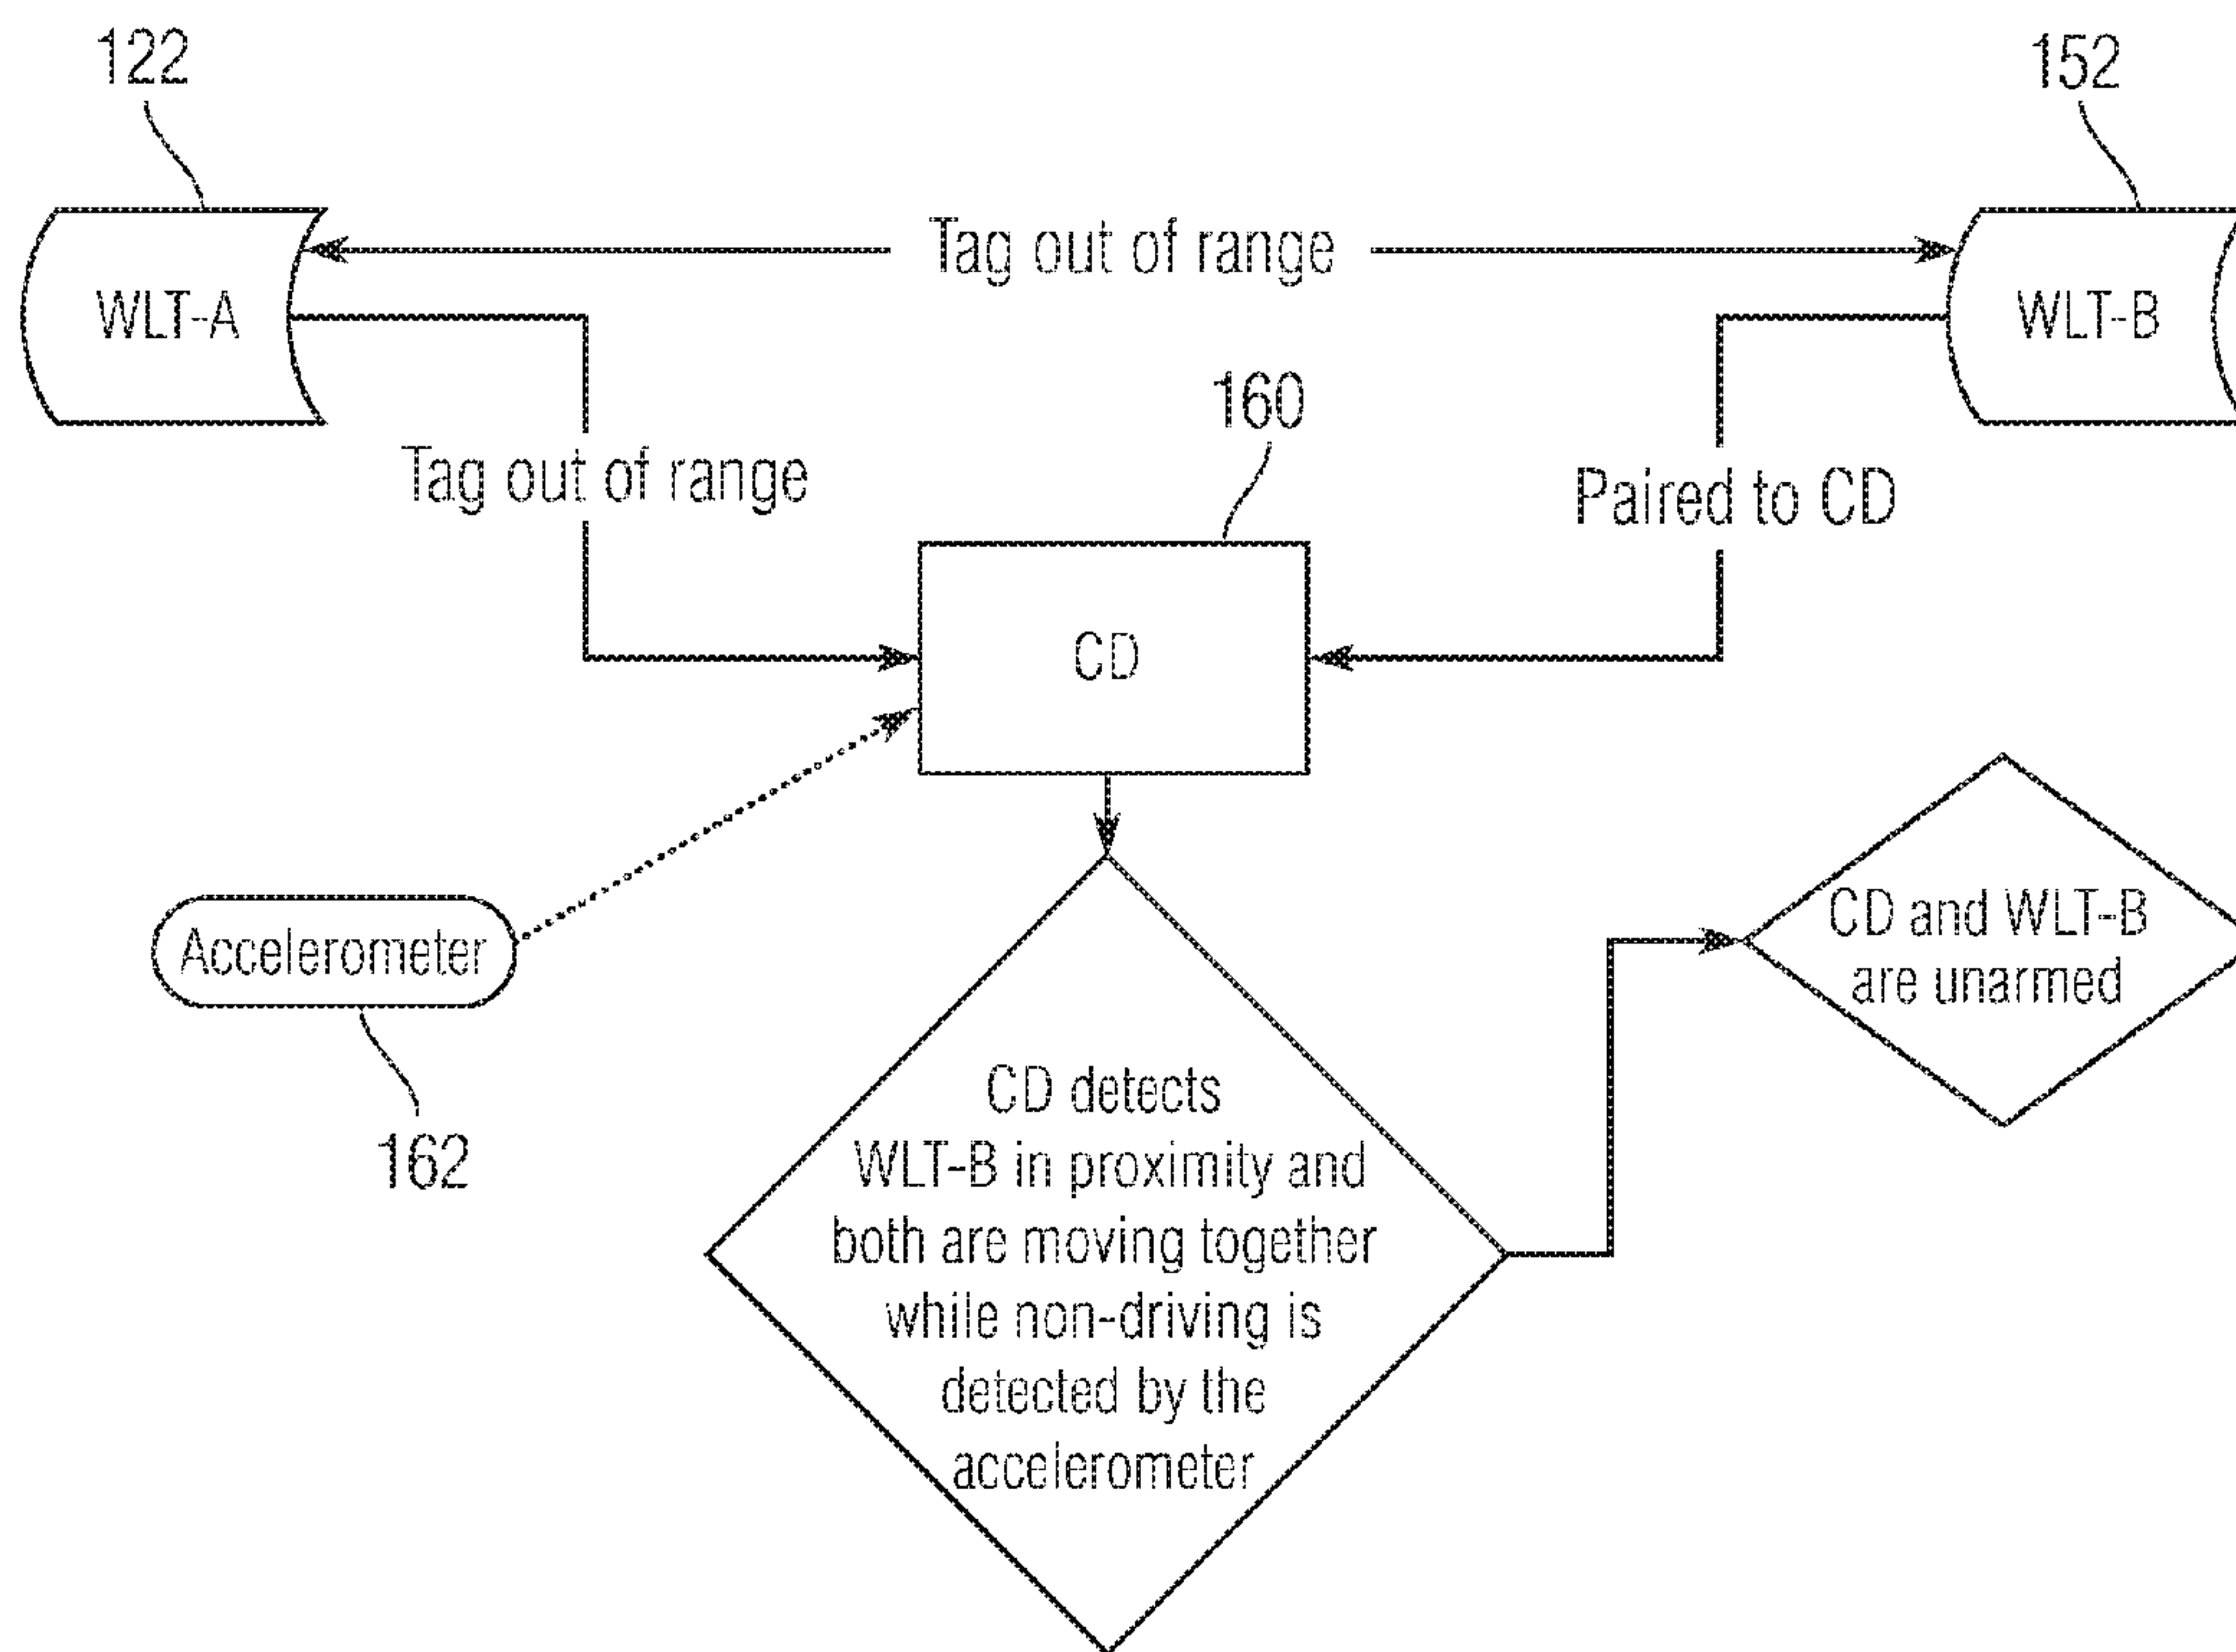 122
152
Tag out of range
WLT-A
WLT-B
160
Tag out of range
Paired to CD
CD
Accelerometer
CD and WLT-B
are unarmed
162
CD detects
WLT-B in proximity and
both are moving together
while non-driving is
detected by the
accelerometer